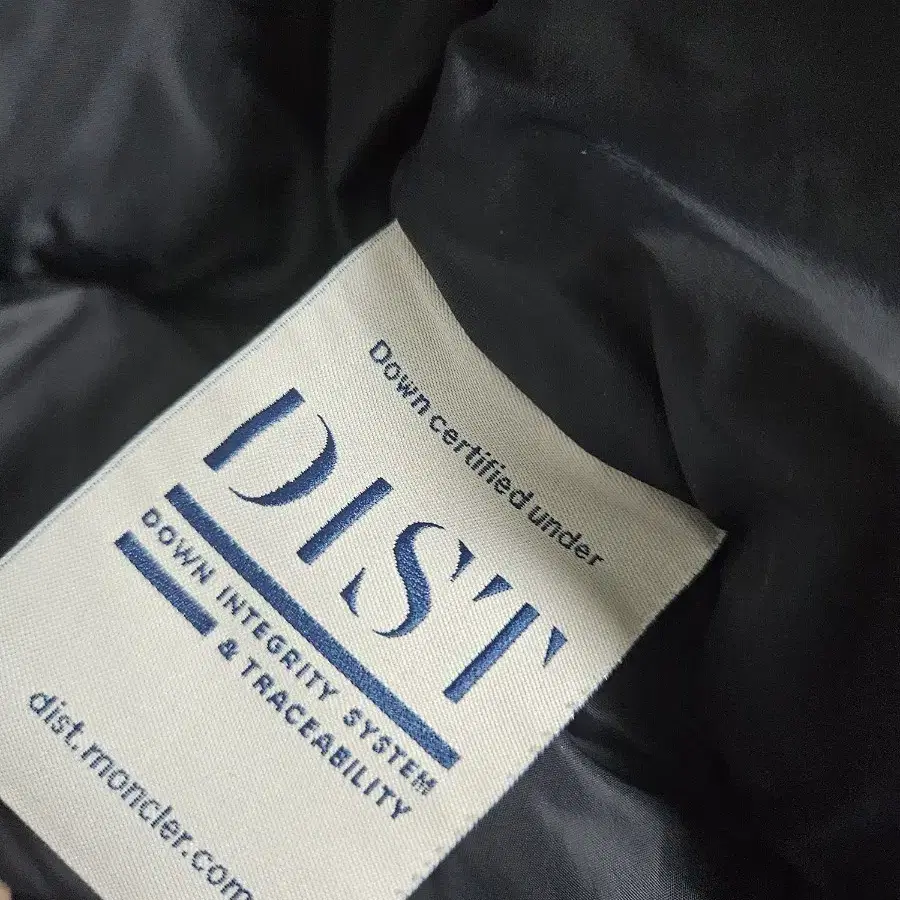 Down certified under
DIST
DOWN INTEGRITY SYSTEM
& TRACEABILITY
dist.moncler.com